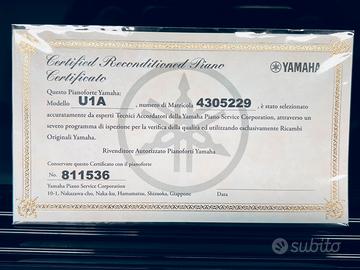 Certified Reconditioned Piano
Certificato
YAMAHA
Questo Pianoforte Yamaha:
Modello U1A , numero di Matricola 4305229 , è stato selezionato
accuratamente da esperti Tecnici Accordatori della Yamaha Piano Service Corporation, attraverso un
severo programma di ispezione per la verifica della qualità ed utilizzando esclusivamente Ricambi
Originali Yamaha.
Rivenditore Autorizzato Pianoforti Yamaha
Conservare questo Certificato con il pianoforte
No. 811536
Yamaha Piano Service Corporation
10-1, Nakazawa-cho, Naka-ku, Hamamatsu, Shizuoka, Giappone Data
subito